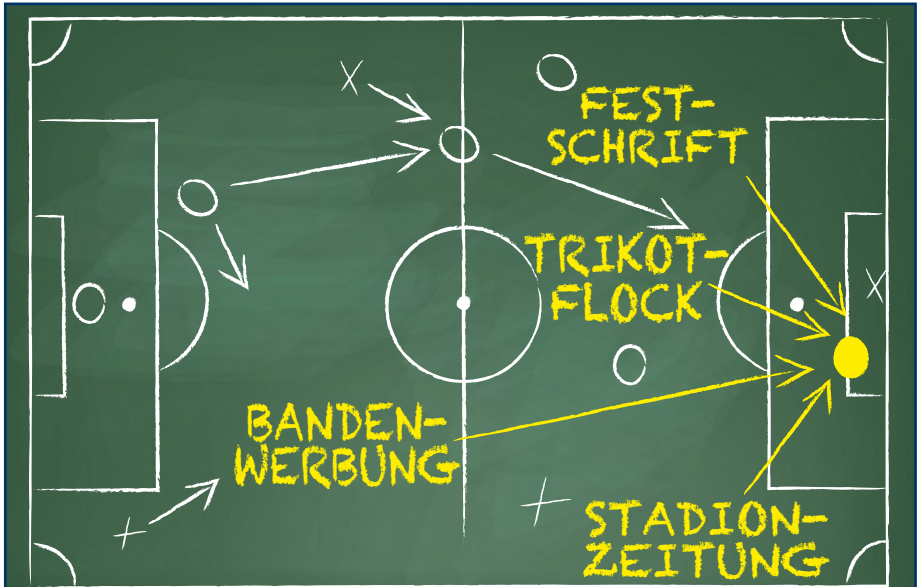 FEST-
SCHRIFT
TRIKOT-
FLOCK
BANDEN-
WERBUNG
STADION-
ZEITUNG